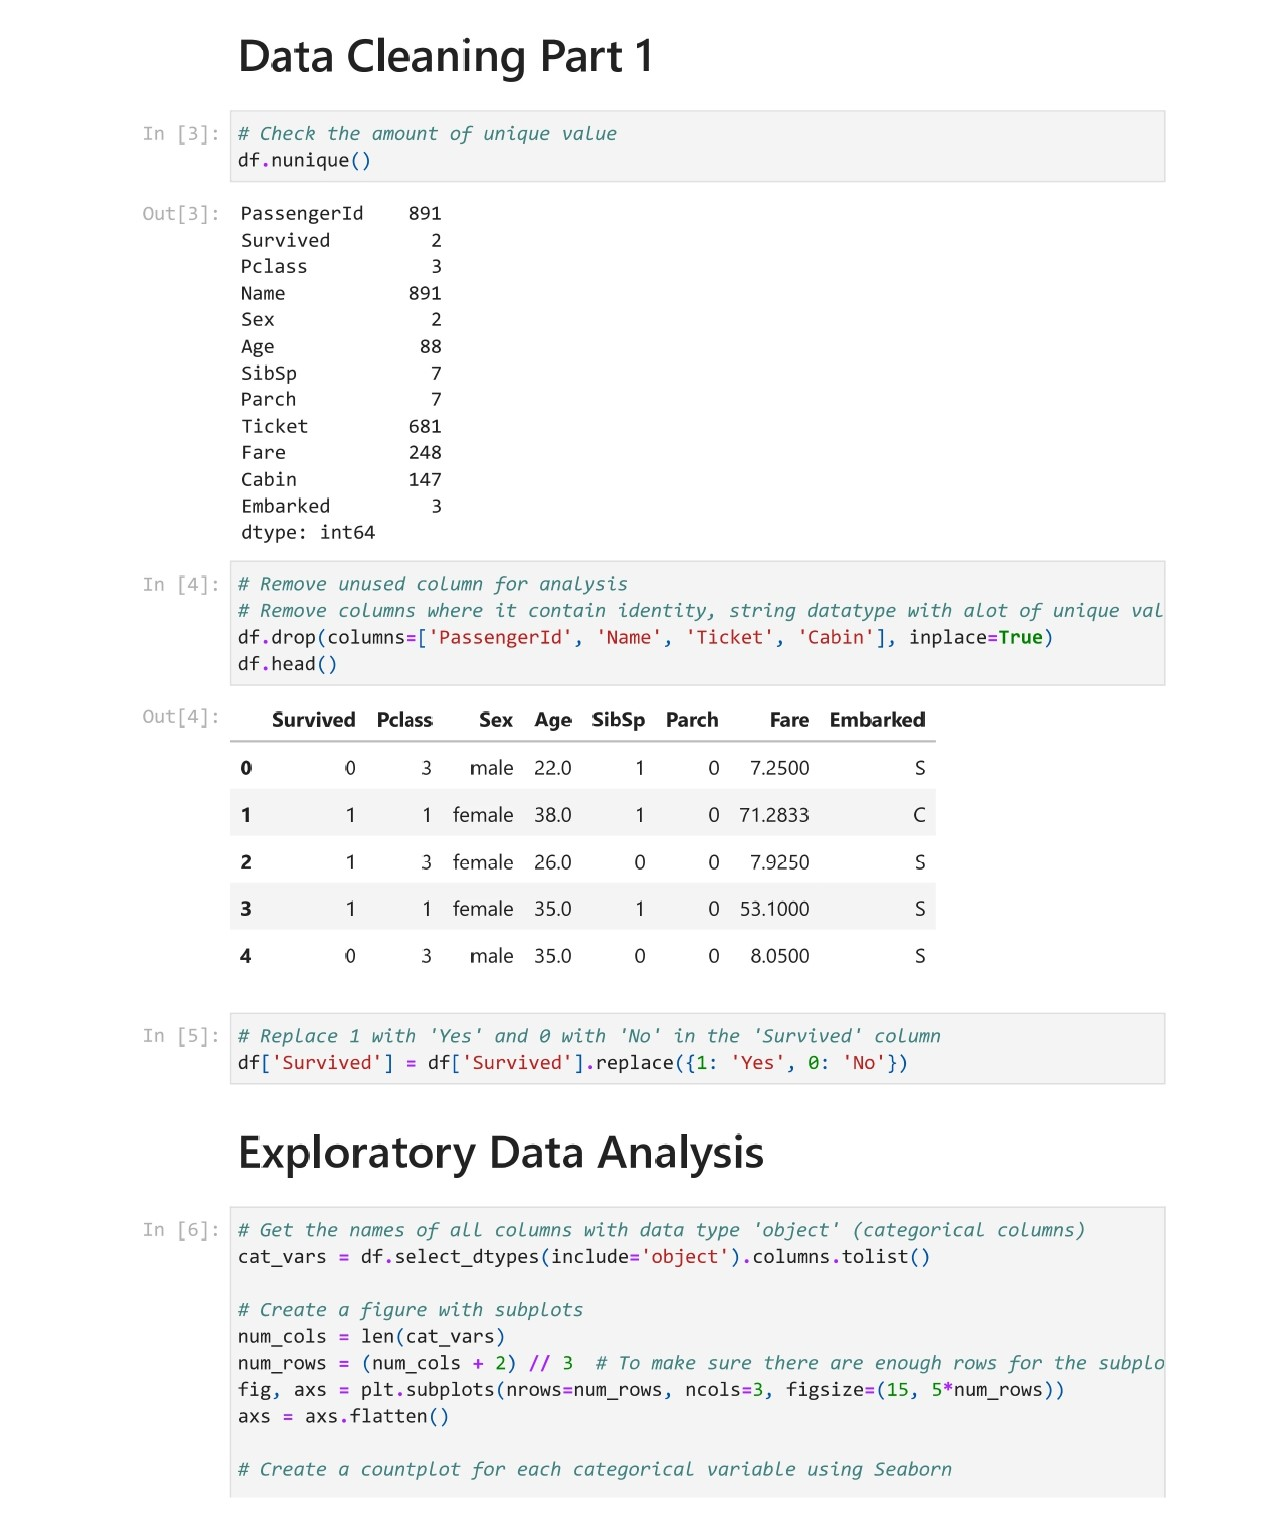 Data Cleaning Part 1
In [3]: # Check the amount of unique value
df.nunique()
Out[3]: PassengerId 891
Survived 2
Pclass 3
Name 891
Sex 2
Age 88
SibSp 7
Parch 7
Ticket 681
Fare 248
Cabin 147
Embarked 3
dtype: int64
In [4]: # Remove unused column for analysis
# Remove columns where it contain identity, string datatype with alot of unique val
df.drop(columns=['PassengerId', 'Name', 'Ticket', 'Cabin'], inplace=True)
df.head()
Out[4]: Survived Pclass Sex Age SibSp Parch Fare Embarked
0 0 3 male 22.0 1 0 7.2500 S
1 1 1 female 38.0 1 0 71.2833 C
2 1 3 female 26.0 0 0 7.9250 S
3 1 1 female 35.0 1 0 53.1000 S
4 0 3 male 35.0 0 0 8.0500 S
In [5]: # Replace 1 with 'Yes' and 0 with 'No' in the 'Survived' column
df['Survived'] = df['Survived'].replace({1: 'Yes', 0: 'No'})
Exploratory Data Analysis
In [6]: # Get the names of all columns with data type 'object' (categorical columns)
cat_vars = df.select_dtypes(include='object').columns.tolist()
# Create a figure with subplots
num_cols = len(cat_vars)
num_rows = (num_cols + 2) // 3 # To make sure there are enough rows for the subplo
fig, axs = plt.subplots(nrows=num_rows, ncols=3, figsize=(15, 5*num_rows))
axs = axs.flatten()
# Create a countplot for each categorical variable using Seaborn